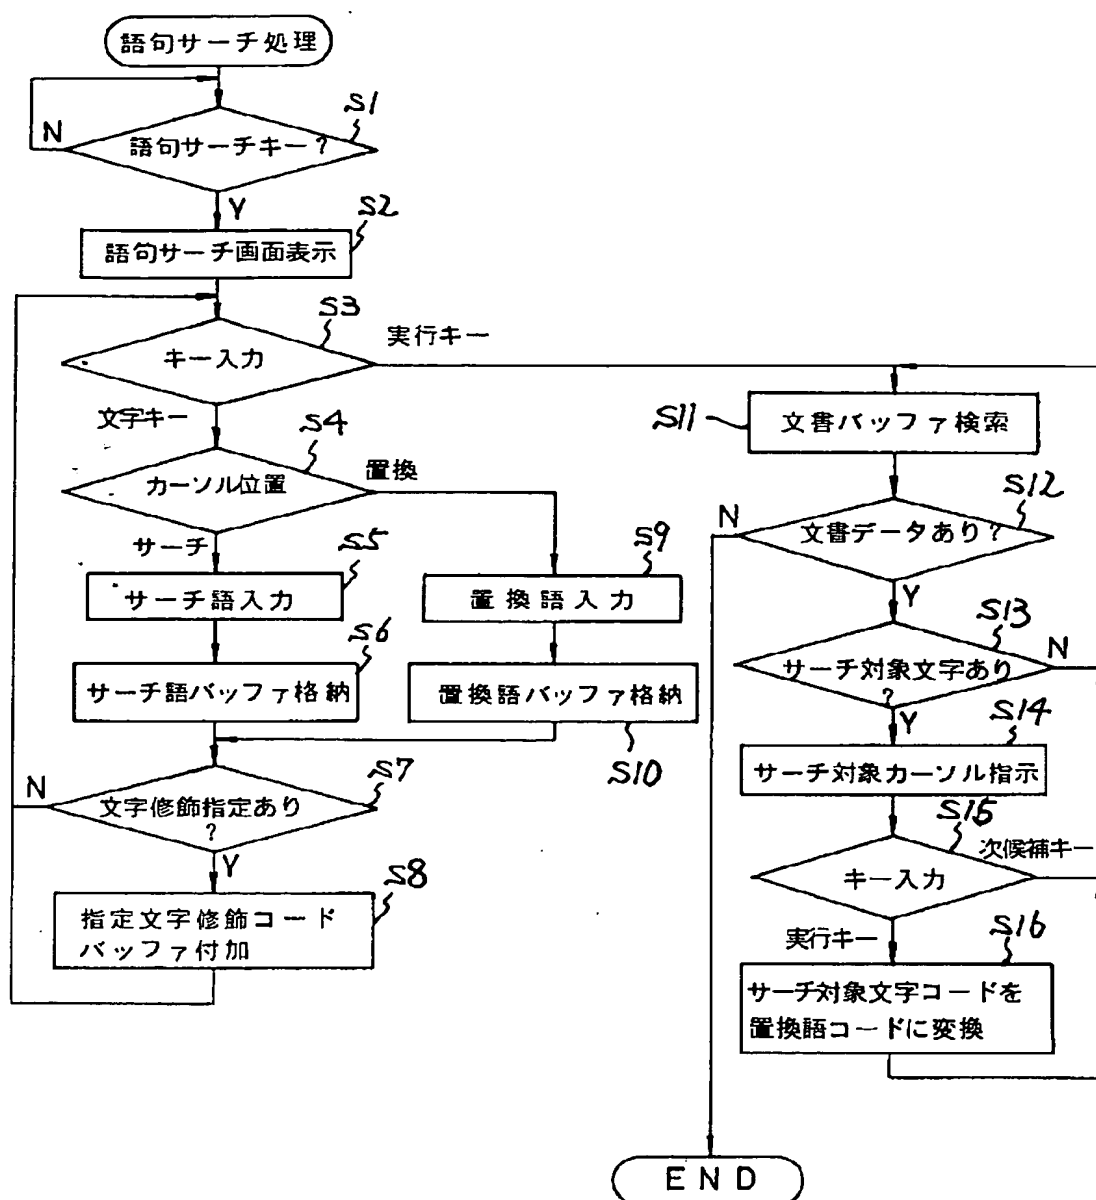 語句サーチ処理
S1
N
語句サーチキー?
Y
S2
語句サーチ画面表示
S3
実行キー
キー入力
文字キー
S4
カーソル位置
置換
サーチ
S5
サーチ語入力
S6
サーチ語バッファ格納
S9
置換語入力
置換語バッファ格納
S10
S7
N
文字修飾指定あり
?
Y
S8
指定文字修飾コード
バッファ付加
S11
文書バッファ検索
S12
N
文書データあり?
Y
S13
N
サーチ対象文字あり
?
Y
S14
サーチ対象カーソル指示
S15
次候補キー
キー入力
実行キー
S16
サーチ対象文字コードを
置換語コードに変換
END